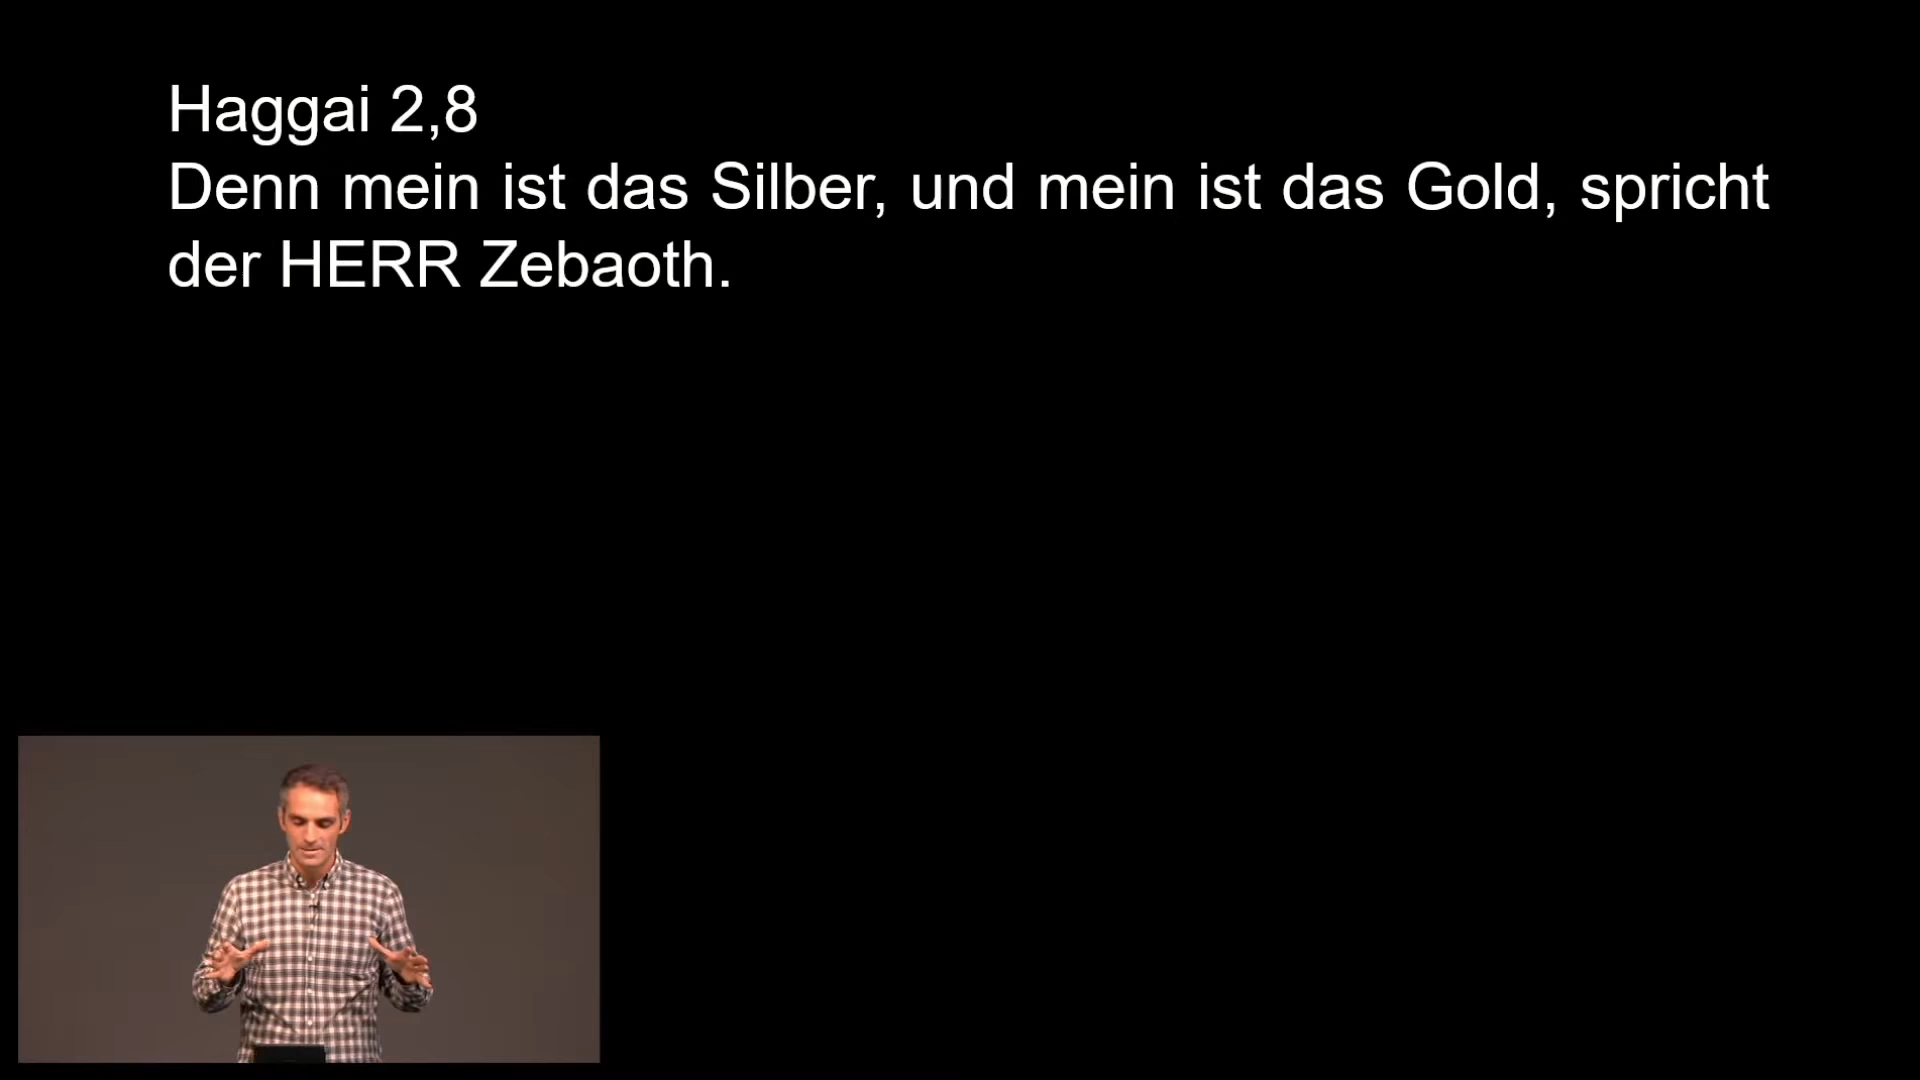 Haggai 2,8
Denn mein ist das Silber, und mein ist das Gold, spricht
der HERR Zebaoth.